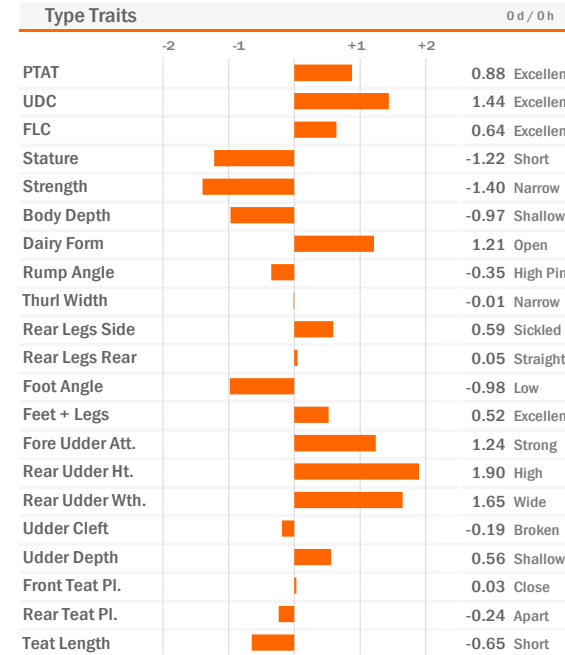 Type Traits 0 d / 0 h
-2 -1 +1 +2
PTAT 0.88 Excellen
UDC 1.44 Excellen
FLC 0.64 Excellen
Stature -1.22 Short
Strength -1.40 Narrow
Body Depth -0.97 Shallow
Dairy Form 1.21 Open
Rump Angle -0.35 High Pin
Thurl Width -0.01 Narrow
Rear Legs Side 0.59 Sickled
Rear Legs Rear 0.05 Straight
Foot Angle -0.98 Low
Feet + Legs 0.52 Excellen
Fore Udder Att. 1.24 Strong
Rear Udder Ht. 1.90 High
Rear Udder Wth. 1.65 Wide
Udder Cleft -0.19 Broken
Udder Depth 0.56 Shallow
Front Teat Pl. 0.03 Close
Rear Teat Pl. -0.24 Apart
Teat Length -0.65 Short